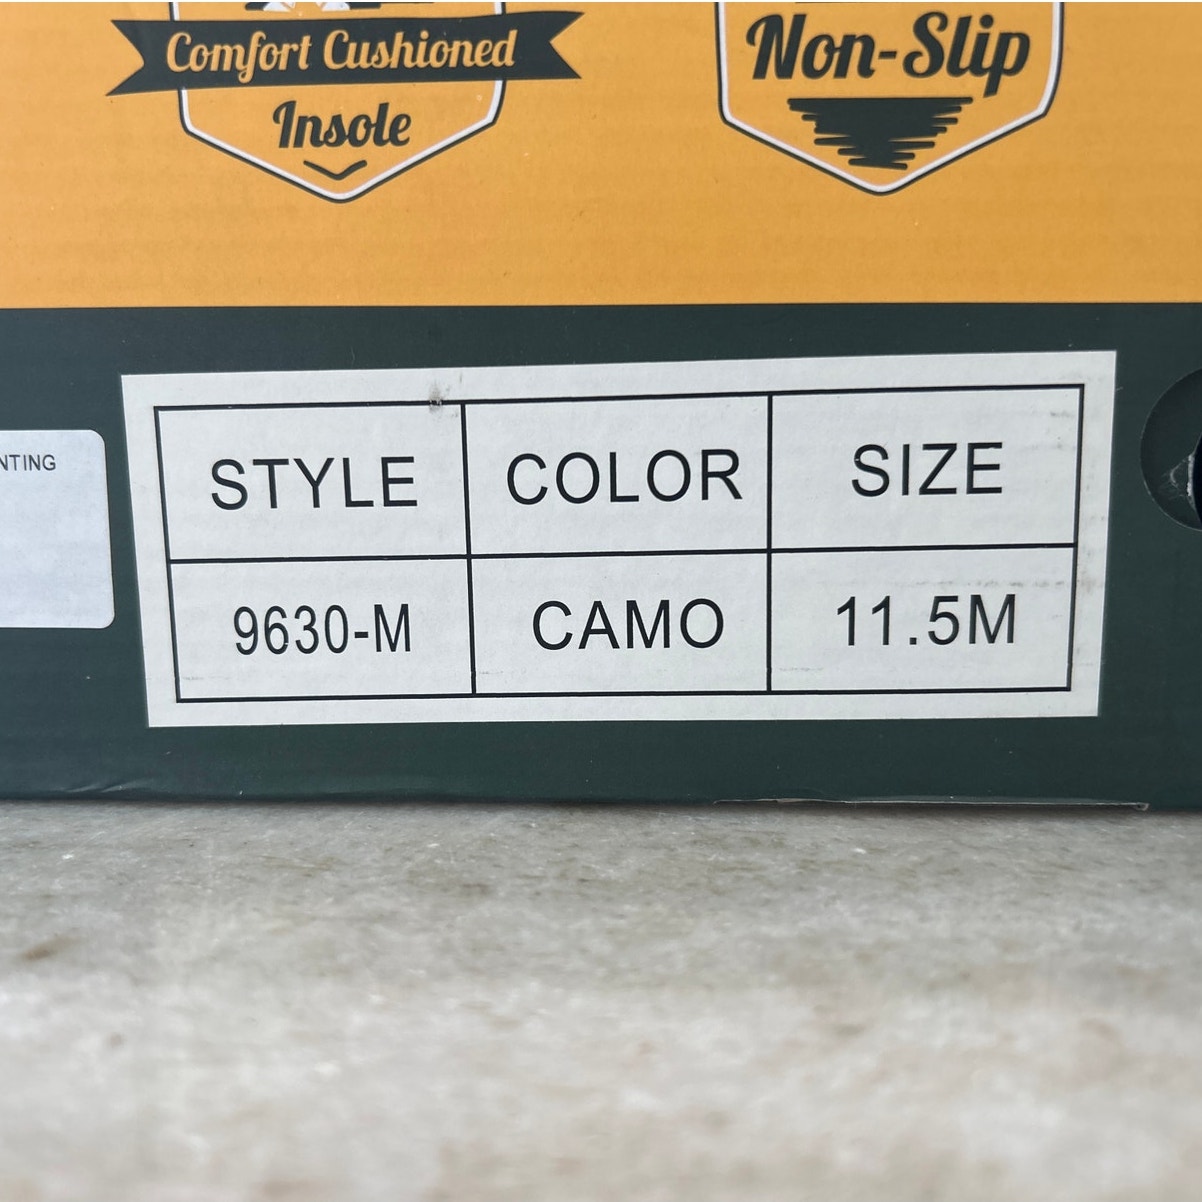 Comfort Cushioned
Insole
Non-Slip
NTING
STYLE COLOR SIZE
9630-M CAMO 11.5M